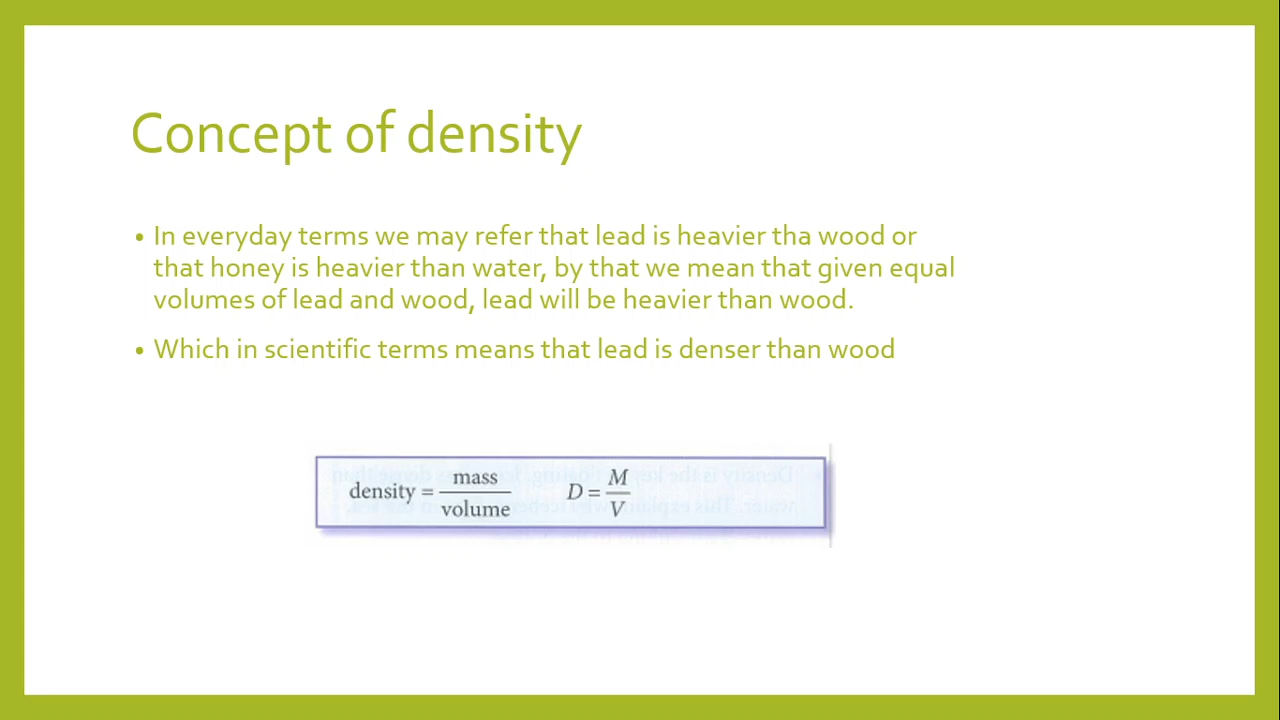 Concept of density
• In everyday terms we may refer that lead is heavier tha wood or
that honey is heavier than water, by that we mean that given equal
volumes of lead and wood, lead will be heavier than wood.
• Which in scientific terms means that lead is denser than wood
density = mass / volume D = M / V